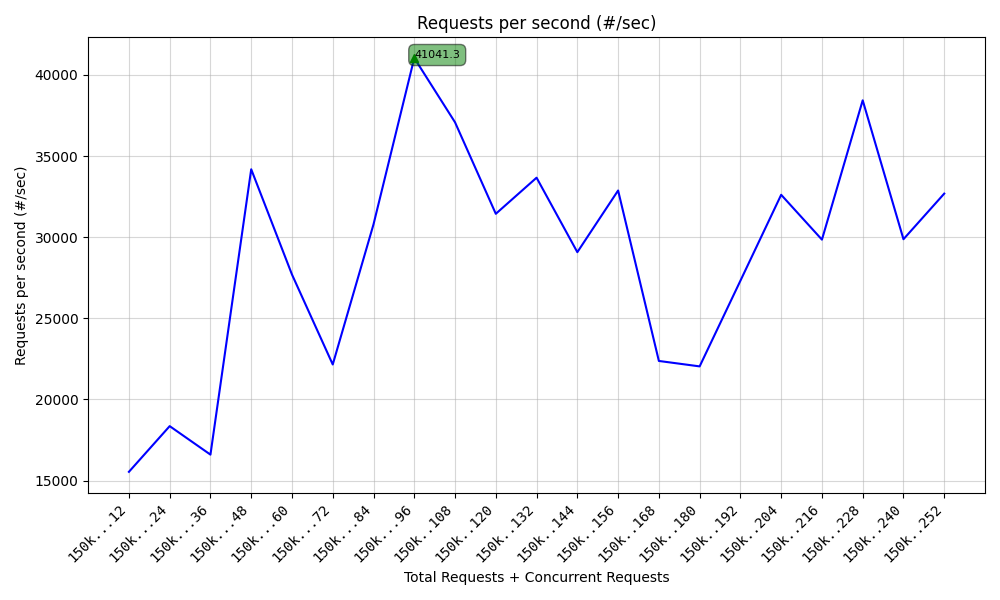 Requests per second (#/sec)
41041.3
40000
35000
30000
25000
20000
15000
Requests per second (#/sec)
150k...12
150k...24
150k...36
150k...48
150k...60
150k...72
150k...84
150k...96
150k..108
150k..120
150k..132
150k..144
150k..156
150k..168
150k..180
150k..192
150k..204
150k..216
150k..228
150k..240
150k..252
Total Requests + Concurrent Requests